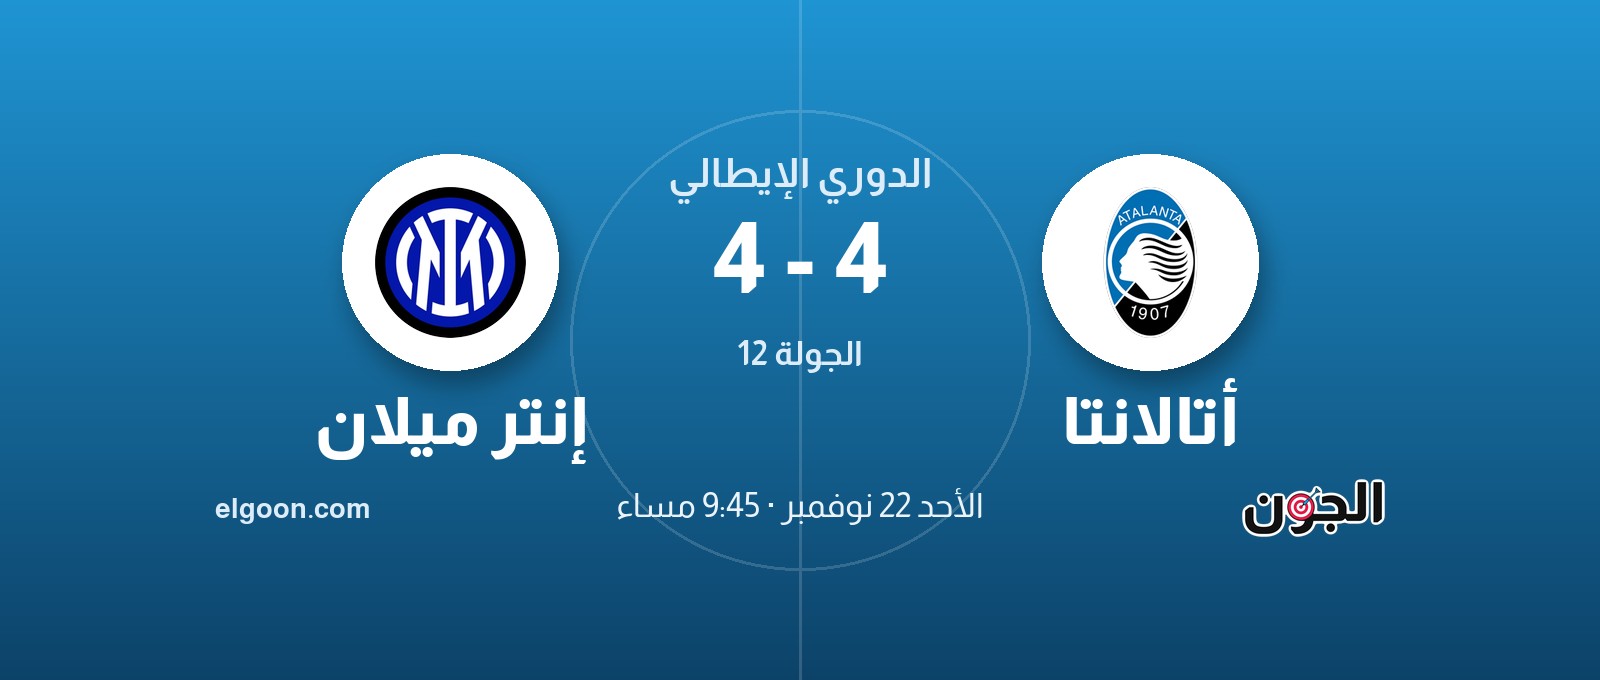 الدوري الإيطالي
4 - 4
الجولة 12
ATALANTA
1907
أتالانتا
إنتر ميلان
الأحد 22 نوفمبر · 9:45 مساء
الجون
elgoon.com